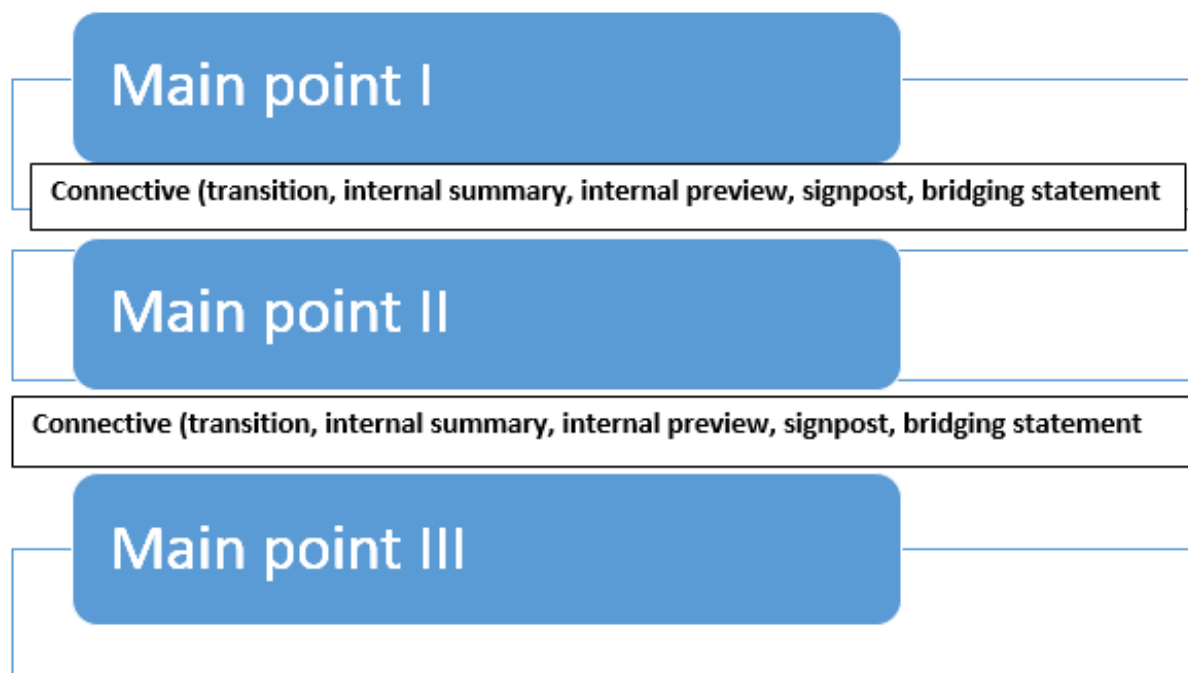 Main point I
Connective (transition, internal summary, internal preview, signpost, bridging statement
Main point II
Connective (transition, internal summary, internal preview, signpost, bridging statement
Main point III